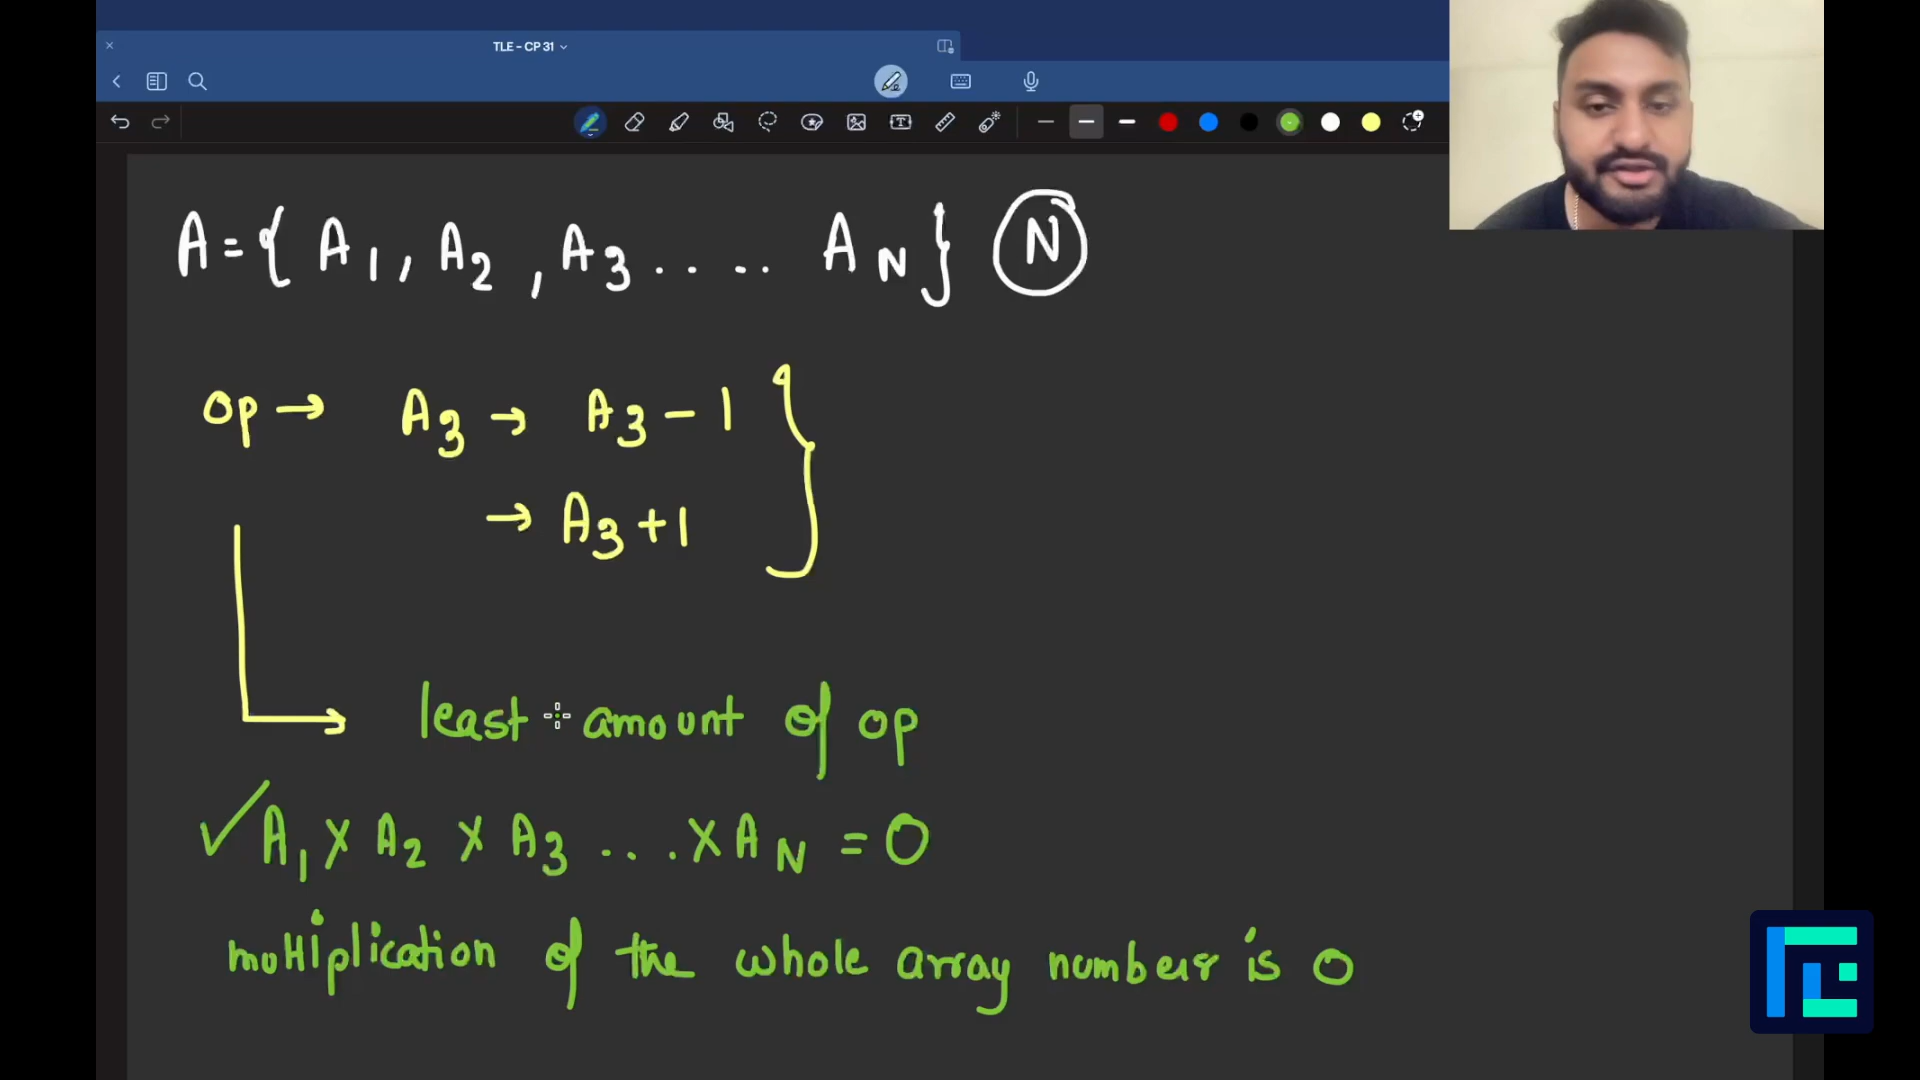 TLE - CP 31
A = { A1, A2, A3 ..... AN } N
op → A3 → A3 - 1
→ A3 + 1
least amount of op
✓ A1 X A2 X A3 .... X AN = 0
multiplication of the whole array numbers is 0